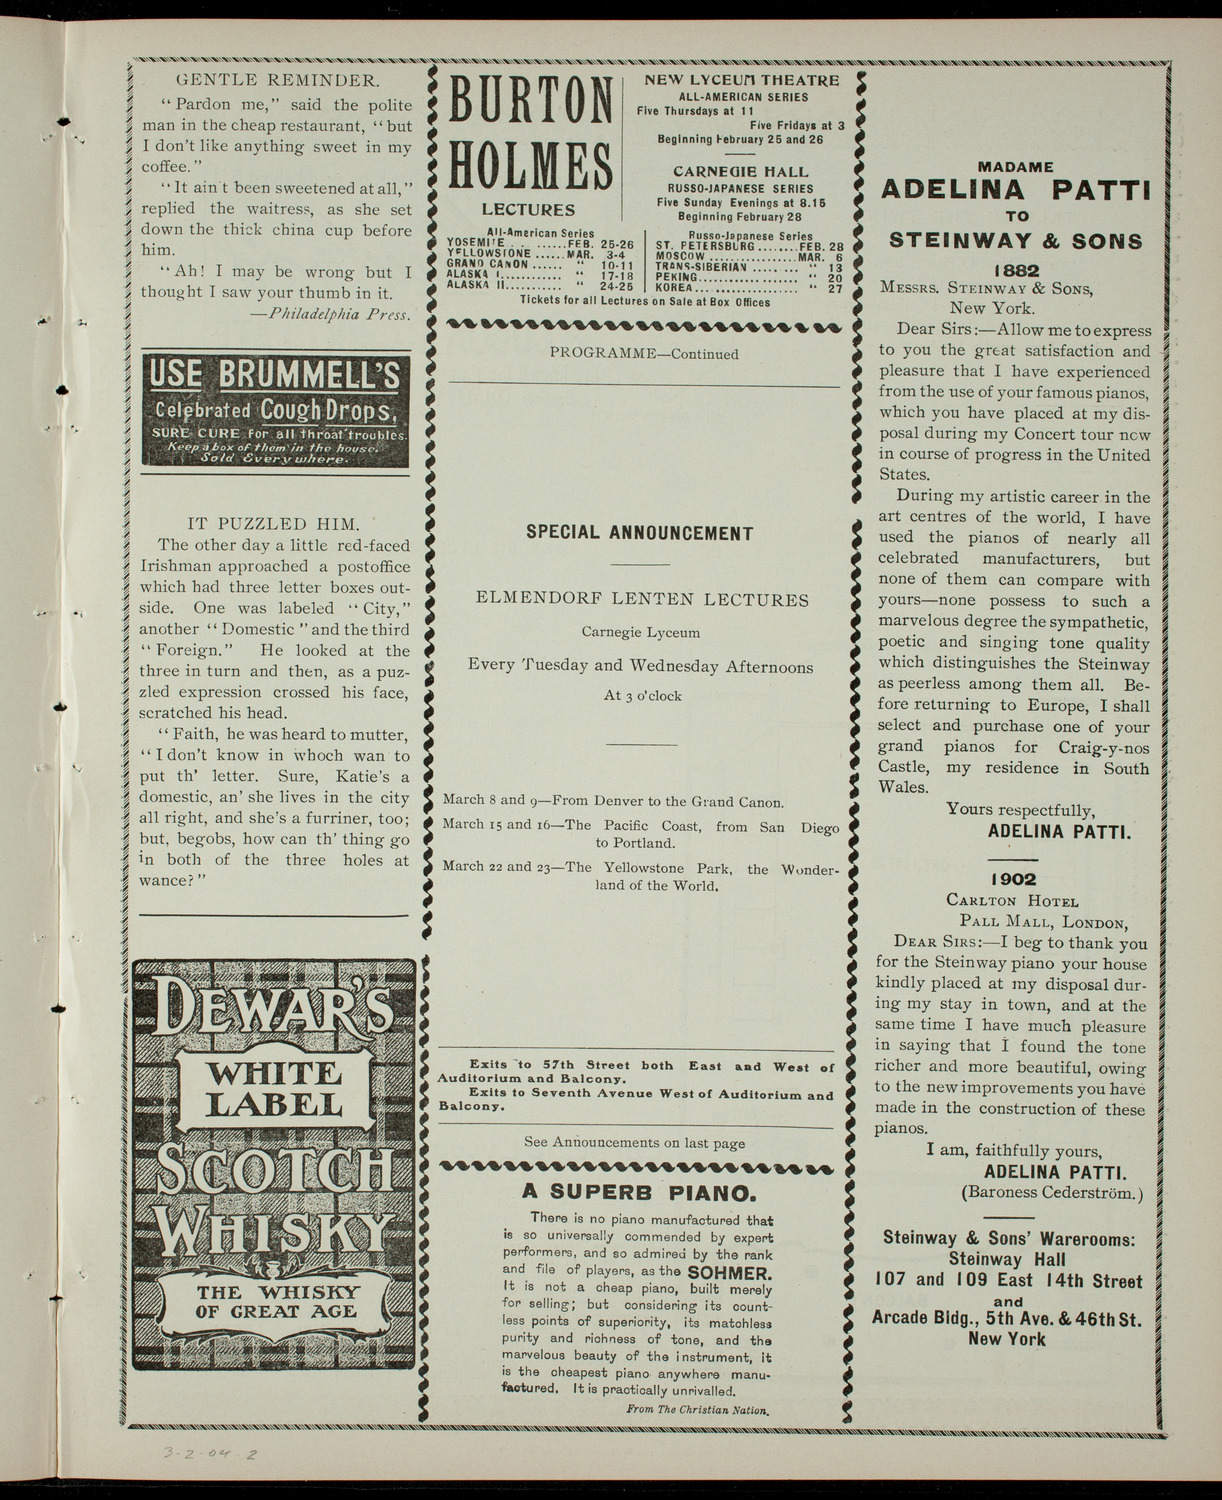 GENTLE REMINDER.
“Pardon me,” said the polite
man in the cheap restaurant, “but
I don't like anything sweet in my
coffee.”
“It ain't been sweetened at all,”
replied the waitress, as she set
down the thick china cup before
him.
“Ah! I may be wrong but I
thought I saw your thumb in it.
—Philadelphia Press.
USE BRUMMELL'S
Celebrated Cough Drops,
SURE CURE for all throat troubles.
Keep a box of them in the house.
Sold Everywhere.
IT PUZZLED HIM.
The other day a little red-faced
Irishman approached a postoffice
which had three letter boxes out-
side. One was labeled “City,”
another “Domestic” and the third
“Foreign.” He looked at the
three in turn and then, as a puz-
zled expression crossed his face,
scratched his head.
“Faith, he was heard to mutter,
“I don't know in whoch wan to
put th' letter. Sure, Katie's a
domestic, an' she lives in the city
all right, and she's a furriner, too;
but, begobs, how can th' thing go
in both of the three holes at
wance?”
DEWAR'S
WHITE
LABEL
SCOTCH
WHISKY
THE WHISKY
OF GREAT AGE
BURTON
HOLMES
LECTURES
NEW LYCEUM THEATRE
ALL-AMERICAN SERIES
Five Thursdays at 11
Five Fridays at 3
Beginning February 25 and 26
CARNEGIE HALL
RUSSO-JAPANESE SERIES
Five Sunday Evenings at 8.15
Beginning February 28
All-American Series
YOSEMITE . . ......FEB. 25-26
YELLOWSTONE ......MAR. 3-4
GRAND CANON ...... “ 10-11
ALASKA I............ “ 17-18
ALASKA II........... “ 24-25
Russo-Japanese Series
ST. PETERSBURG ........FEB. 28
MOSCOW .................MAR. 6
TRANS-SIBERIAN ......... “ 13
PEKING................... “ 20
KOREA.................... “ 27
Tickets for all Lectures on Sale at Box Offices
PROGRAMME—Continued
SPECIAL ANNOUNCEMENT
ELMENDORF LENTEN LECTURES
Carnegie Lyceum
Every Tuesday and Wednesday Afternoons
At 3 o'clock
March 8 and 9—From Denver to the Grand Canon.
March 15 and 16—The Pacific Coast, from San Diego
to Portland.
March 22 and 23—The Yellowstone Park, the Wonder-
land of the World.
Exits to 57th Street both East and West of
Auditorium and Balcony.
Exits to Seventh Avenue West of Auditorium and
Balcony.
See Announcements on last page
A SUPERB PIANO.
There is no piano manufactured that
is so universally commended by expert
performers, and so admired by the rank
and file of players, as the SOHMER.
It is not a cheap piano, built merely
for selling; but considering its count-
less points of superiority, its matchless
purity and richness of tone, and the
marvelous beauty of the instrument, it
is the cheapest piano anywhere manu-
factured. It is practically unrivalled.
From The Christian Nation.
MADAME
ADELINA PATTI
TO
STEINWAY & SONS
1882
MESSRS. STEINWAY & SONS,
New York.
Dear Sirs:—Allow me to express
to you the great satisfaction and
pleasure that I have experienced
from the use of your famous pianos,
which you have placed at my dis-
posal during my Concert tour now
in course of progress in the United
States.
During my artistic career in the
art centres of the world, I have
used the pianos of nearly all
celebrated manufacturers, but
none of them can compare with
yours—none possess to such a
marvelous degree the sympathetic,
poetic and singing tone quality
which distinguishes the Steinway
as peerless among them all. Be-
fore returning to Europe, I shall
select and purchase one of your
grand pianos for Craig-y-nos
Castle, my residence in South
Wales.
Yours respectfully,
ADELINA PATTI.
1902
CARLTON HOTEL
PALL MALL, LONDON,
DEAR SIRS:—I beg to thank you
for the Steinway piano your house
kindly placed at my disposal dur-
ing my stay in town, and at the
same time I have much pleasure
in saying that I found the tone
richer and more beautiful, owing
to the new improvements you have
made in the construction of these
pianos.
I am, faithfully yours,
ADELINA PATTI.
(Baroness Cederström.)
Steinway & Sons' Warerooms:
Steinway Hall
107 and 109 East 14th Street
and
Arcade Bldg., 5th Ave. & 46th St.
New York
3-2-04 2